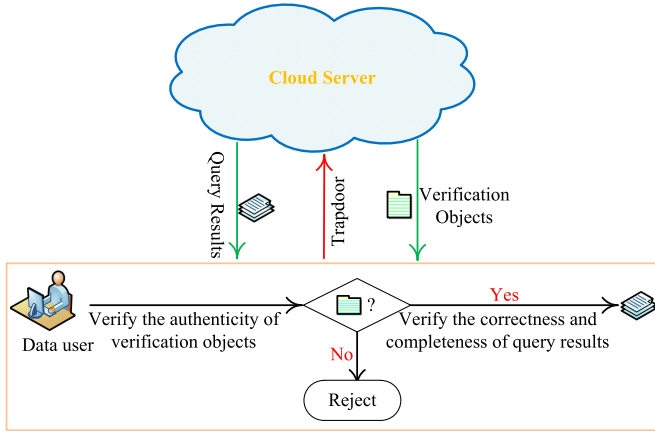 Cloud Server
Query Results
Trapdoor
Verification
Objects
Data user
Verify the authenticity of
verification objects
?
Yes
Verify the correctness and
completeness of query results
No
Reject